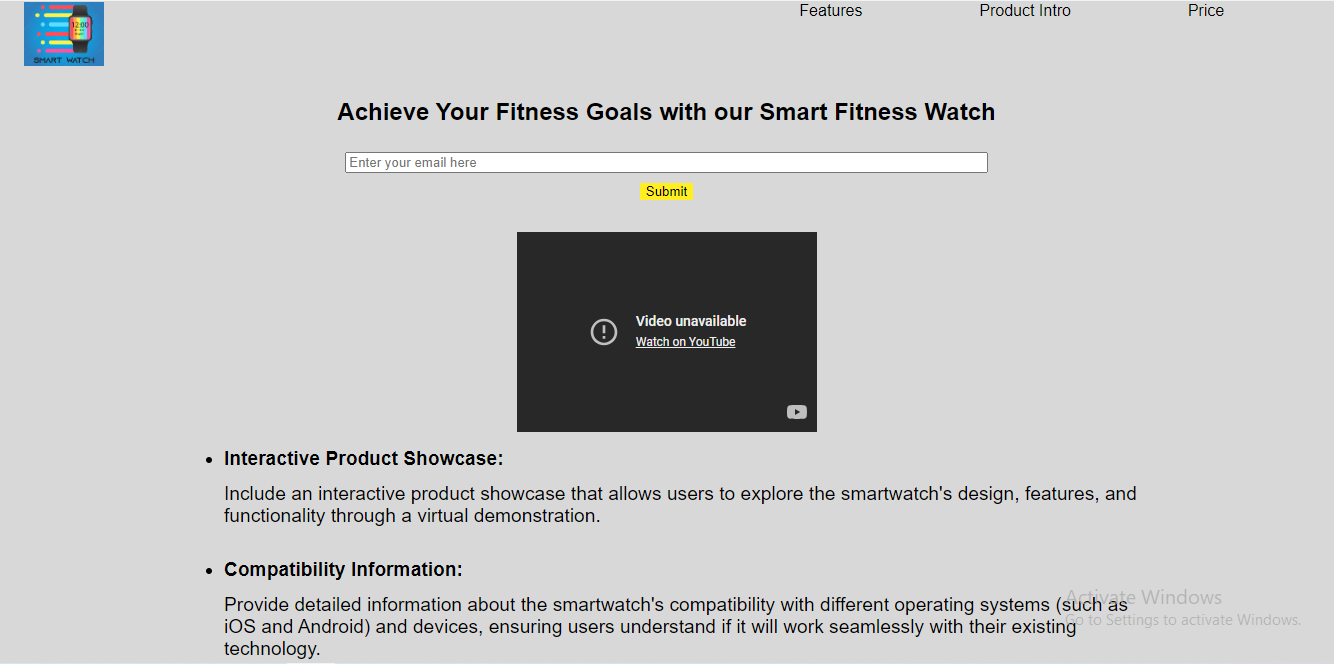 12:00
SMART WATCH
Features
Product Intro
Price
Achieve Your Fitness Goals with our Smart Fitness Watch
Enter your email here
Submit
Video unavailable
Watch on YouTube
Interactive Product Showcase:
Include an interactive product showcase that allows users to explore the smartwatch's design, features, and
functionality through a virtual demonstration.
Compatibility Information:
Provide detailed information about the smartwatch's compatibility with different operating systems (such as
iOS and Android) and devices, ensuring users understand if it will work seamlessly with their existing
technology.
Activate Windows
Go to Settings to activate Windows.